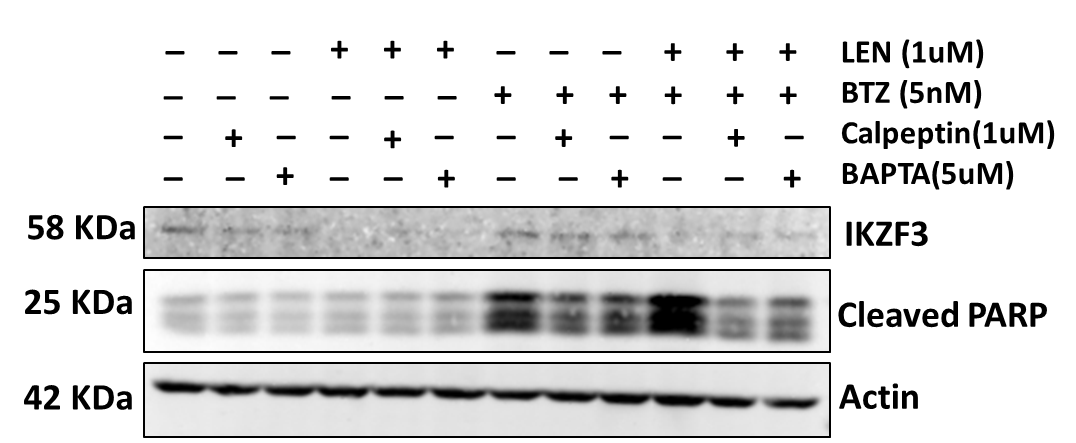 – – – + + + – – – + + + LEN (1uM)
– – – – – – + + + + + + BTZ (5nM)
– + – – + – – + – – + – Calpeptin(1uM)
– – + – – + – – + – – + BAPTA(5uM)
58 KDa IKZF3
25 KDa Cleaved PARP
42 KDa Actin